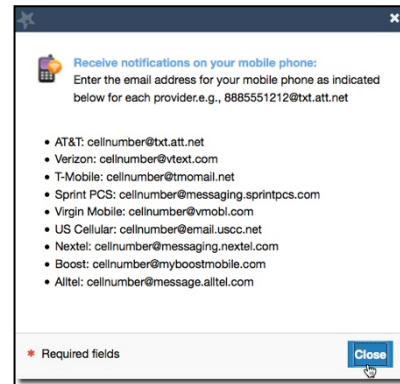 ×
Receive notifications on your mobile phone:
Enter the email address for your mobile phone as indicated
below for each provider.e.g., 8885551212@txt.att.net
• AT&T: cellnumber@txt.att.net
• Verizon: cellnumber@vtext.com
• T-Mobile: cellnumber@tmomail.net
• Sprint PCS: cellnumber@messaging.sprintpcs.com
• Virgin Mobile: cellnumber@vmobl.com
• US Cellular: cellnumber@email.uscc.net
• Nextel: cellnumber@messaging.nextel.com
• Boost: cellnumber@myboostmobile.com
• Alltel: cellnumber@message.alltel.com
* Required fields
Close